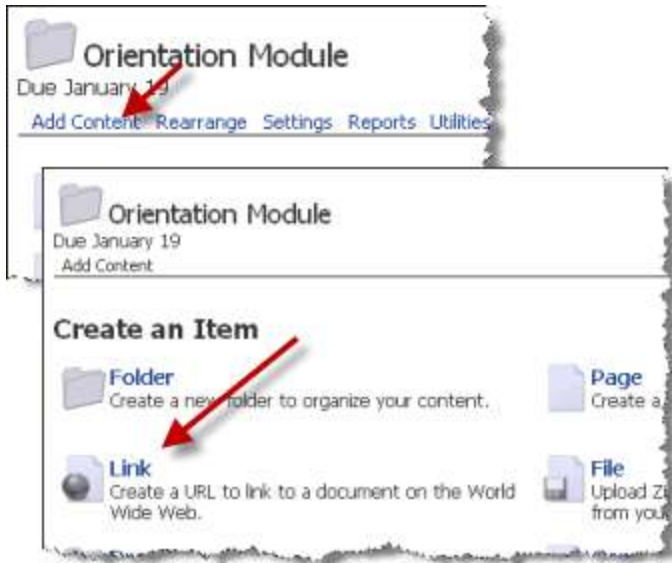 Orientation Module
Due January 19
Add Content Rearrange Settings Reports Utilities
Orientation Module
Due January 19
Add Content
Create an Item
Folder
Create a new folder to organize your content.
Page
Create a
Link
Create a URL to link to a document on the World
Wide Web.
File
Upload Zi
from you